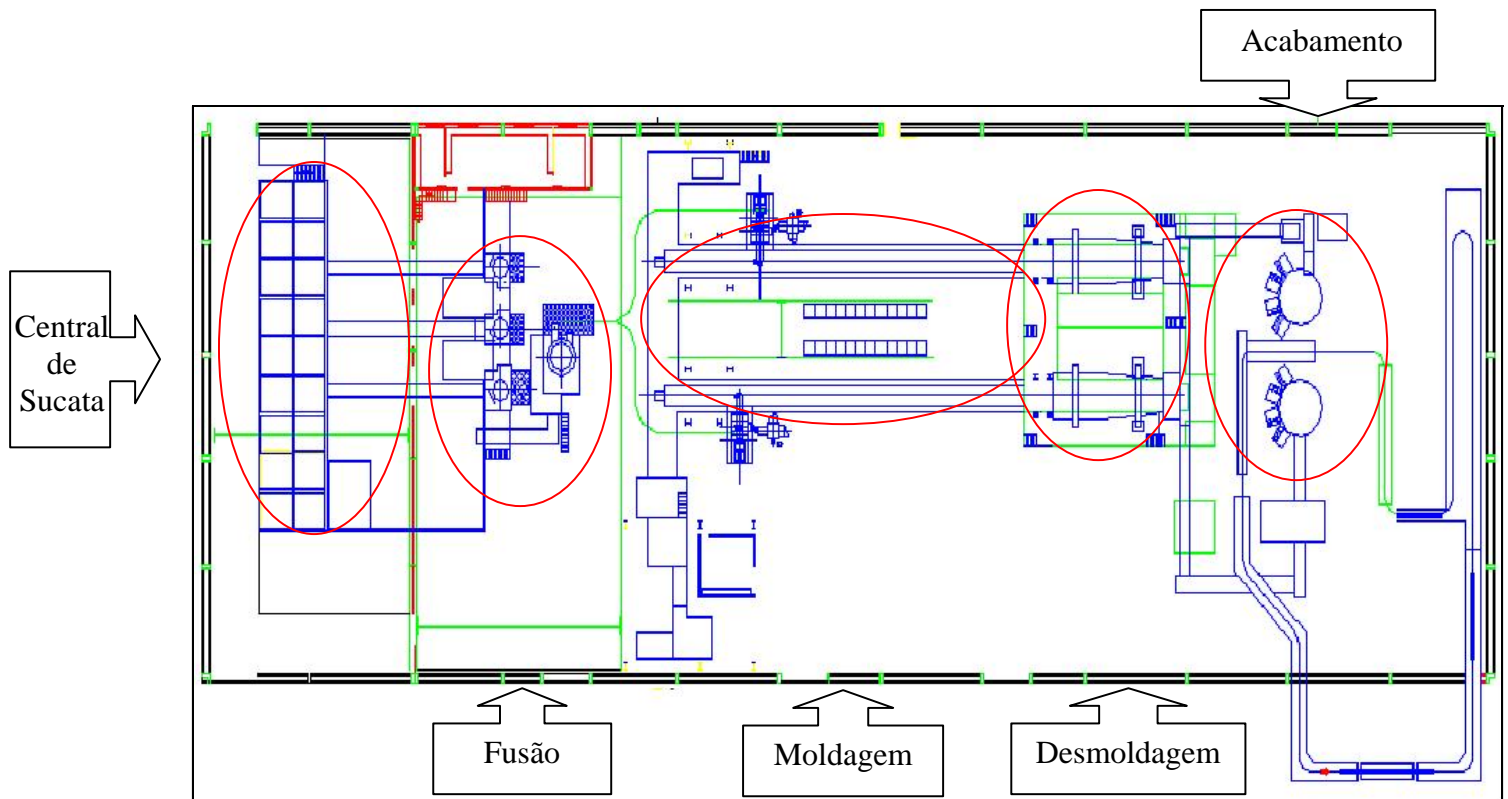 Acabamento
Central
de
Sucata
Fusão
Moldagem
Desmoldagem